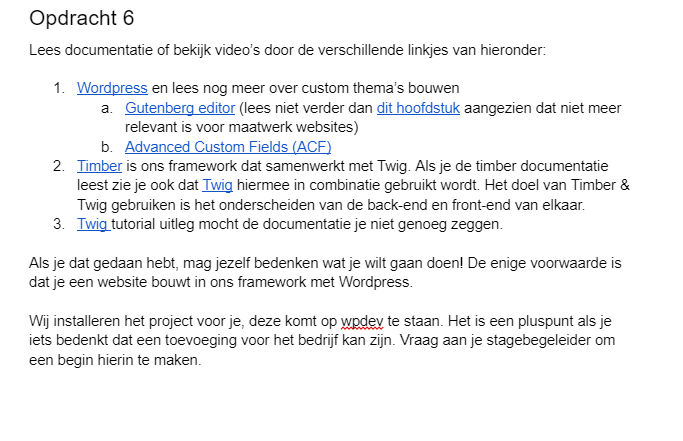 Opdracht 6
Lees documentatie of bekijk video's door de verschillende linkjes van hieronder:
1. Wordpress en lees nog meer over custom thema's bouwen
a. Gutenberg editor (lees niet verder dan dit hoofdstuk aangezien dat niet meer
relevant is voor maatwerk websites)
b. Advanced Custom Fields (ACF)
2. Timber is ons framework dat samenwerkt met Twig. Als je de timber documentatie
leest zie je ook dat Twig hiermee in combinatie gebruikt wordt. Het doel van Timber &
Twig gebruiken is het onderscheiden van de back-end en front-end van elkaar.
3. Twig tutorial uitleg mocht de documentatie je niet genoeg zeggen.
Als je dat gedaan hebt, mag jezelf bedenken wat je wilt gaan doen! De enige voorwaarde is
dat je een website bouwt in ons framework met Wordpress.
Wij installeren het project voor je, deze komt op wpdev te staan. Het is een pluspunt als je
iets bedenkt dat een toevoeging voor het bedrijf kan zijn. Vraag aan je stagebegeleider om
een begin hierin te maken.